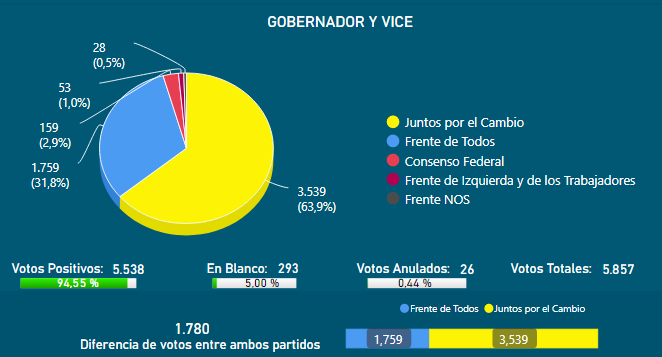 GOBERNADOR Y VICE
28
(0,5%)
53
(1,0%)
159
(2,9%)
1.759
(31,8%)
3.539
(63,9%)
Juntos por el Cambio
Frente de Todos
Consenso Federal
Frente de Izquierda y de los Trabajadores
Frente NOS
Votos Positivos: 5.538
94,55 %
En Blanco: 293
5,00 %
Votos Anulados: 26
0,44 %
Votos Totales: 5.857
Frente de Todos Juntos por el Cambio
1.780
Diferencia de votos entre ambos partidos
1,759 3,539